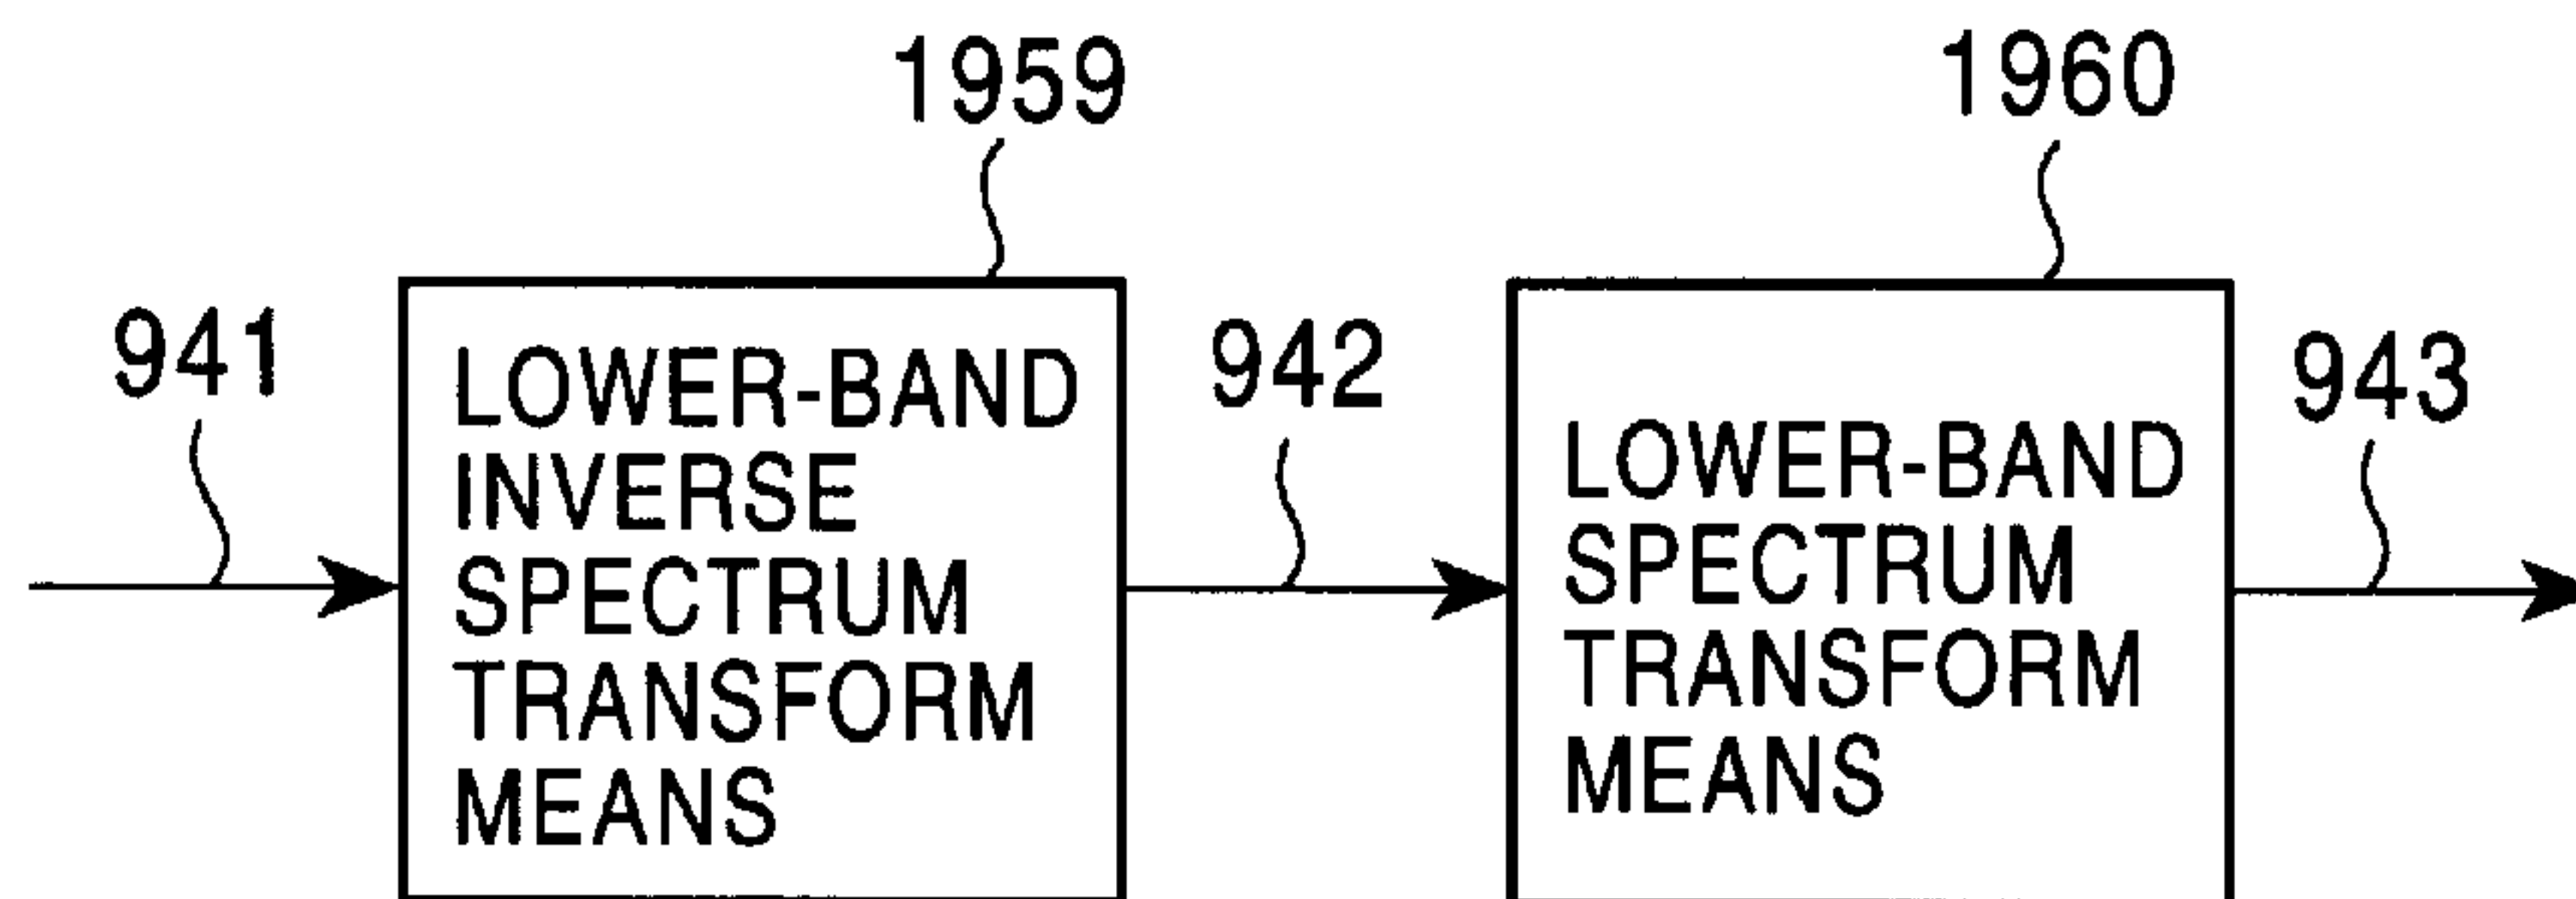 1959
1960
941
LOWER-BAND
INVERSE
SPECTRUM
TRANSFORM
MEANS
942
LOWER-BAND
SPECTRUM
TRANSFORM
MEANS
943